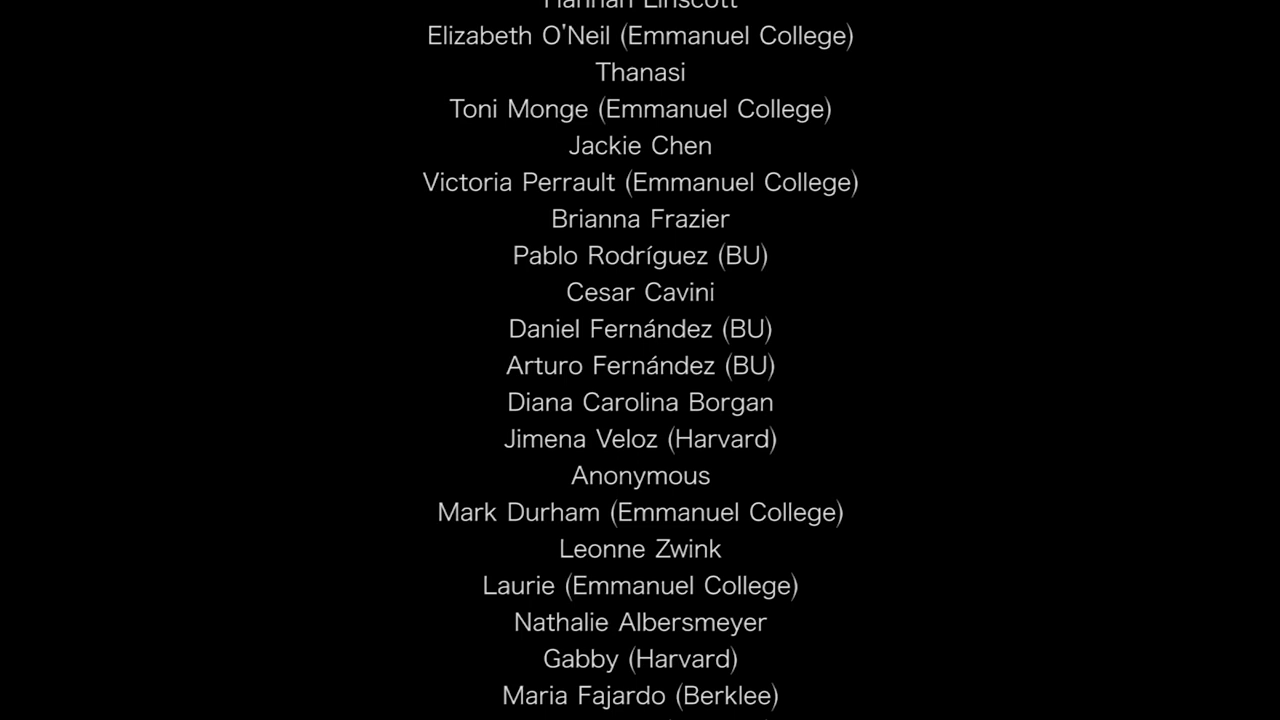 Hannah Linscott
Elizabeth O'Neil (Emmanuel College)
Thanasi
Toni Monge (Emmanuel College)
Jackie Chen
Victoria Perrault (Emmanuel College)
Brianna Frazier
Pablo Rodríguez (BU)
Cesar Cavini
Daniel Fernández (BU)
Arturo Fernández (BU)
Diana Carolina Borgan
Jimena Veloz (Harvard)
Anonymous
Mark Durham (Emmanuel College)
Leonne Zwink
Laurie (Emmanuel College)
Nathalie Albersmeyer
Gabby (Harvard)
Maria Fajardo (Berklee)